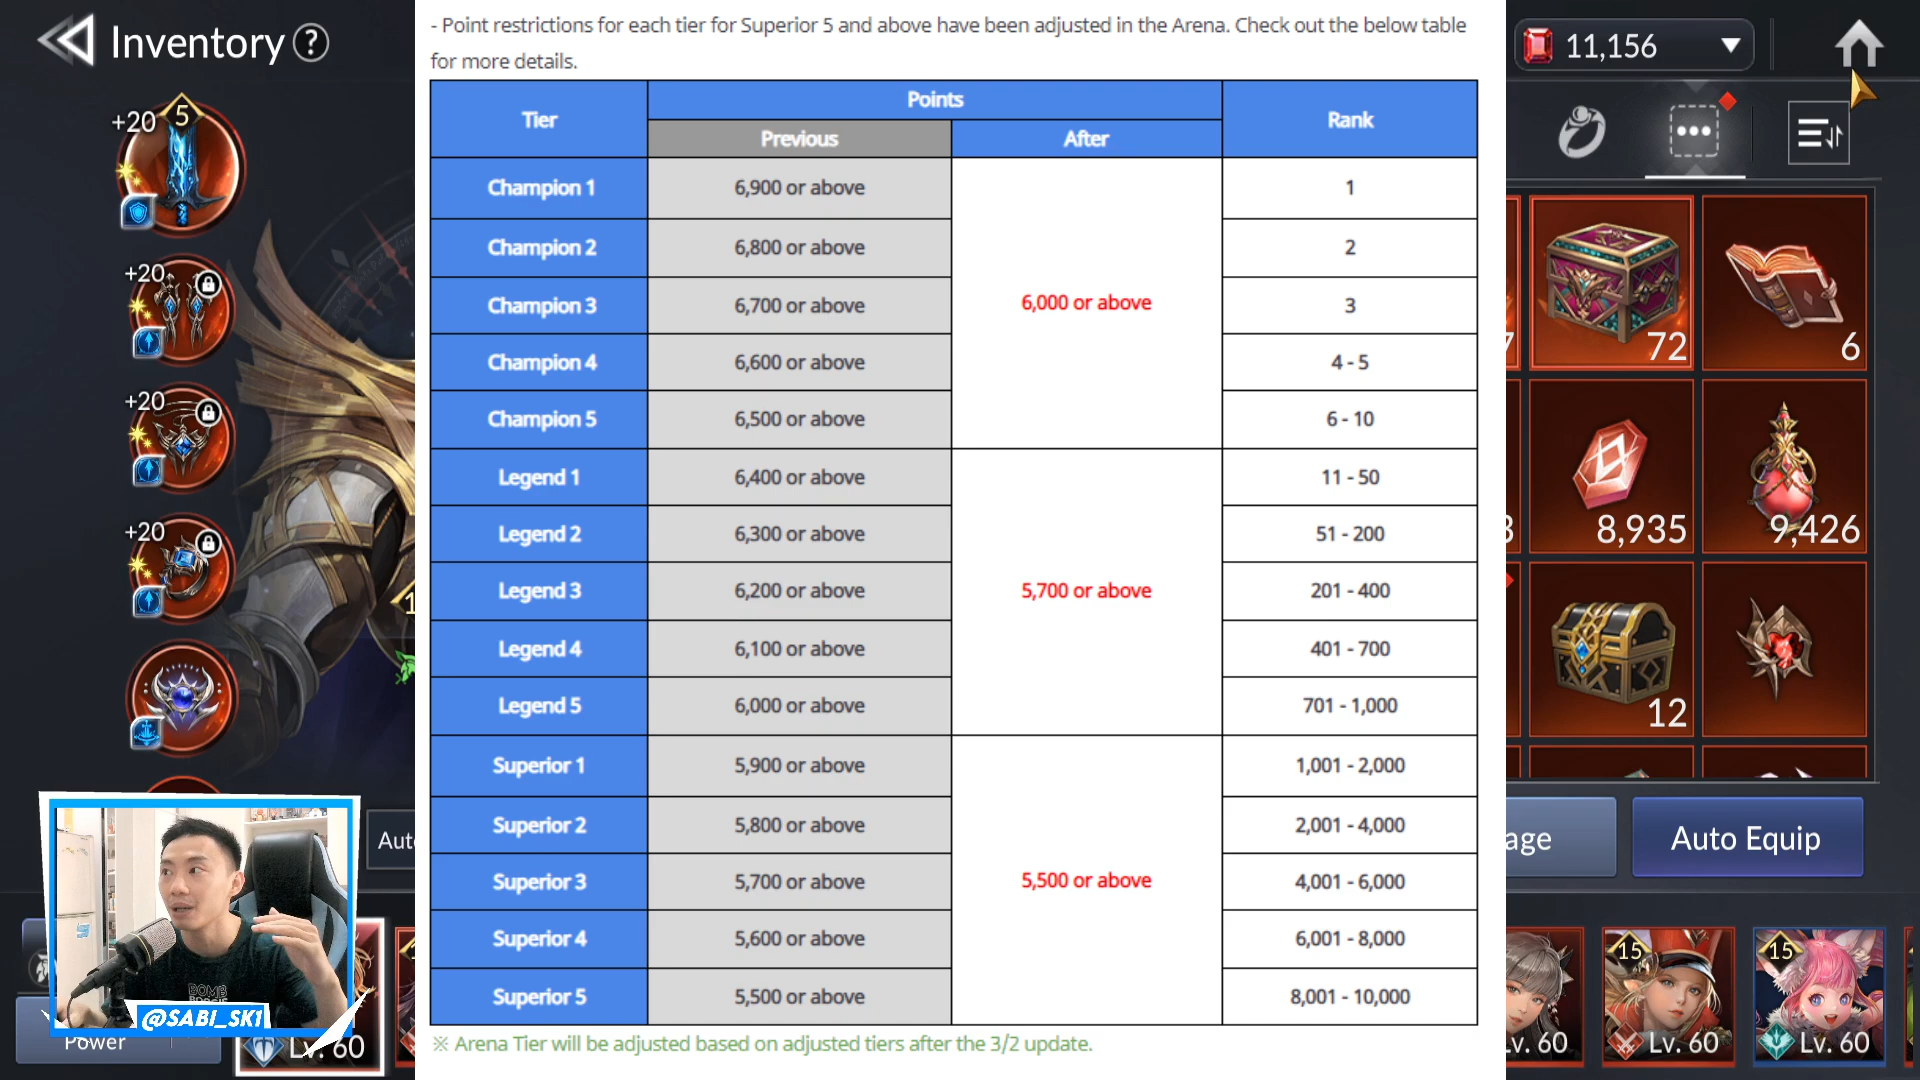 Inventory ?
- Point restrictions for each tier for Superior 5 and above have been adjusted in the Arena. Check out the below table
for more details.
11,156
Tier Points Rank
Previous After
Champion 1 6,900 or above 1
Champion 2 6,800 or above 2
Champion 3 6,700 or above 3
6,000 or above
Champion 4 6,600 or above 4 - 5
Champion 5 6,500 or above 6 - 10
Legend 1 6,400 or above 11 - 50
Legend 2 6,300 or above 51 - 200
Legend 3 6,200 or above 5,700 or above 201 - 400
Legend 4 6,100 or above 401 - 700
Legend 5 6,000 or above 701 - 1,000
Superior 1 5,900 or above 1,001 - 2,000
Superior 2 5,800 or above 2,001 - 4,000
Superior 3 5,700 or above 5,500 or above 4,001 - 6,000
Superior 4 5,600 or above 6,001 - 8,000
Superior 5 5,500 or above 8,001 - 10,000
※ Arena Tier will be adjusted based on adjusted tiers after the 3/2 update.
+20 5
+20
+20
+20
72 6
8,935 9,426
12
Auto Equip
BOMB
@SABI_SK1
Power
Lv. 60
15 15
Lv. 60 Lv. 60